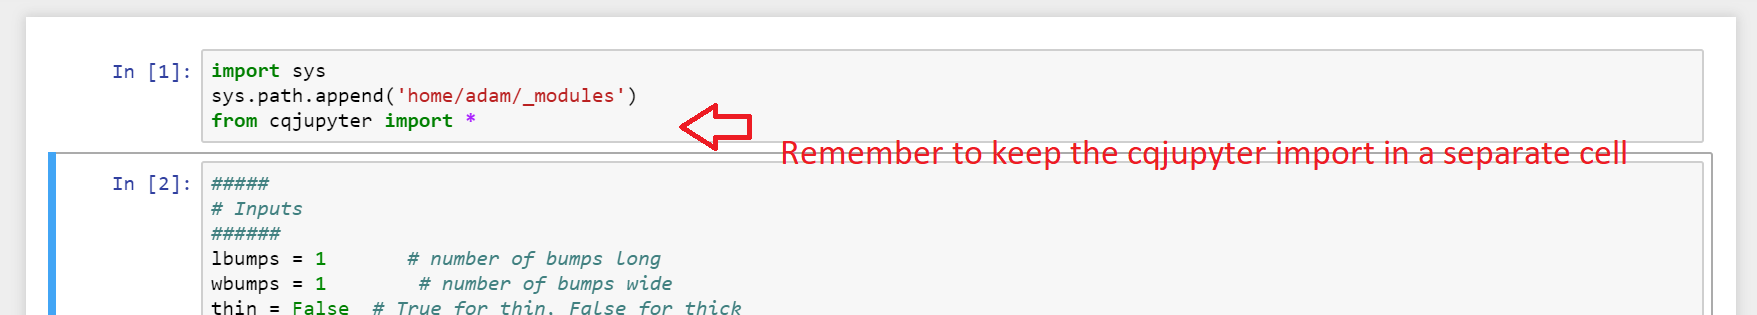 In [1]: import sys
sys.path.append('home/adam/_modules')
from cqjupyter import *
Remember to keep the cqjupyter import in a separate cell
In [2]: #####
# Inputs
######
lbumps = 1       # number of bumps long
wbumps = 1        # number of bumps wide
thin = False  # True for thin, False for thick